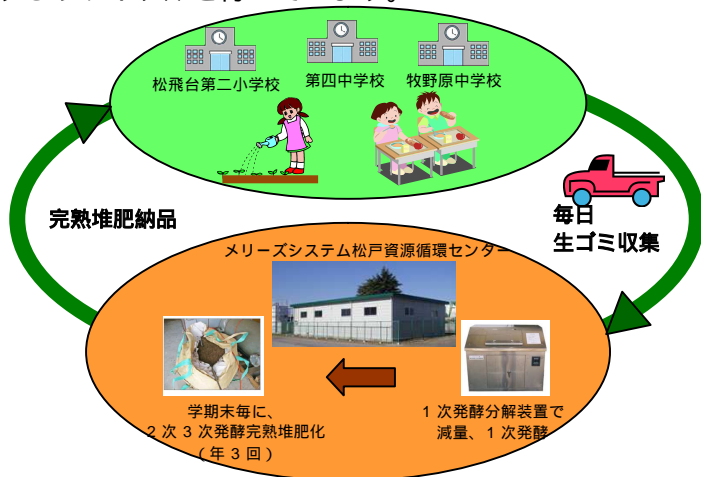 松飛台第二小学校
第四中学校
牧野原中学校
完熟堆肥納品
毎日
生ゴミ収集
メリーズシステム松戸資源循環センター
学期末毎に、
2次3次発酵完熟堆肥化
(年3回)
1次発酵分解装置で
減量、1次発酵